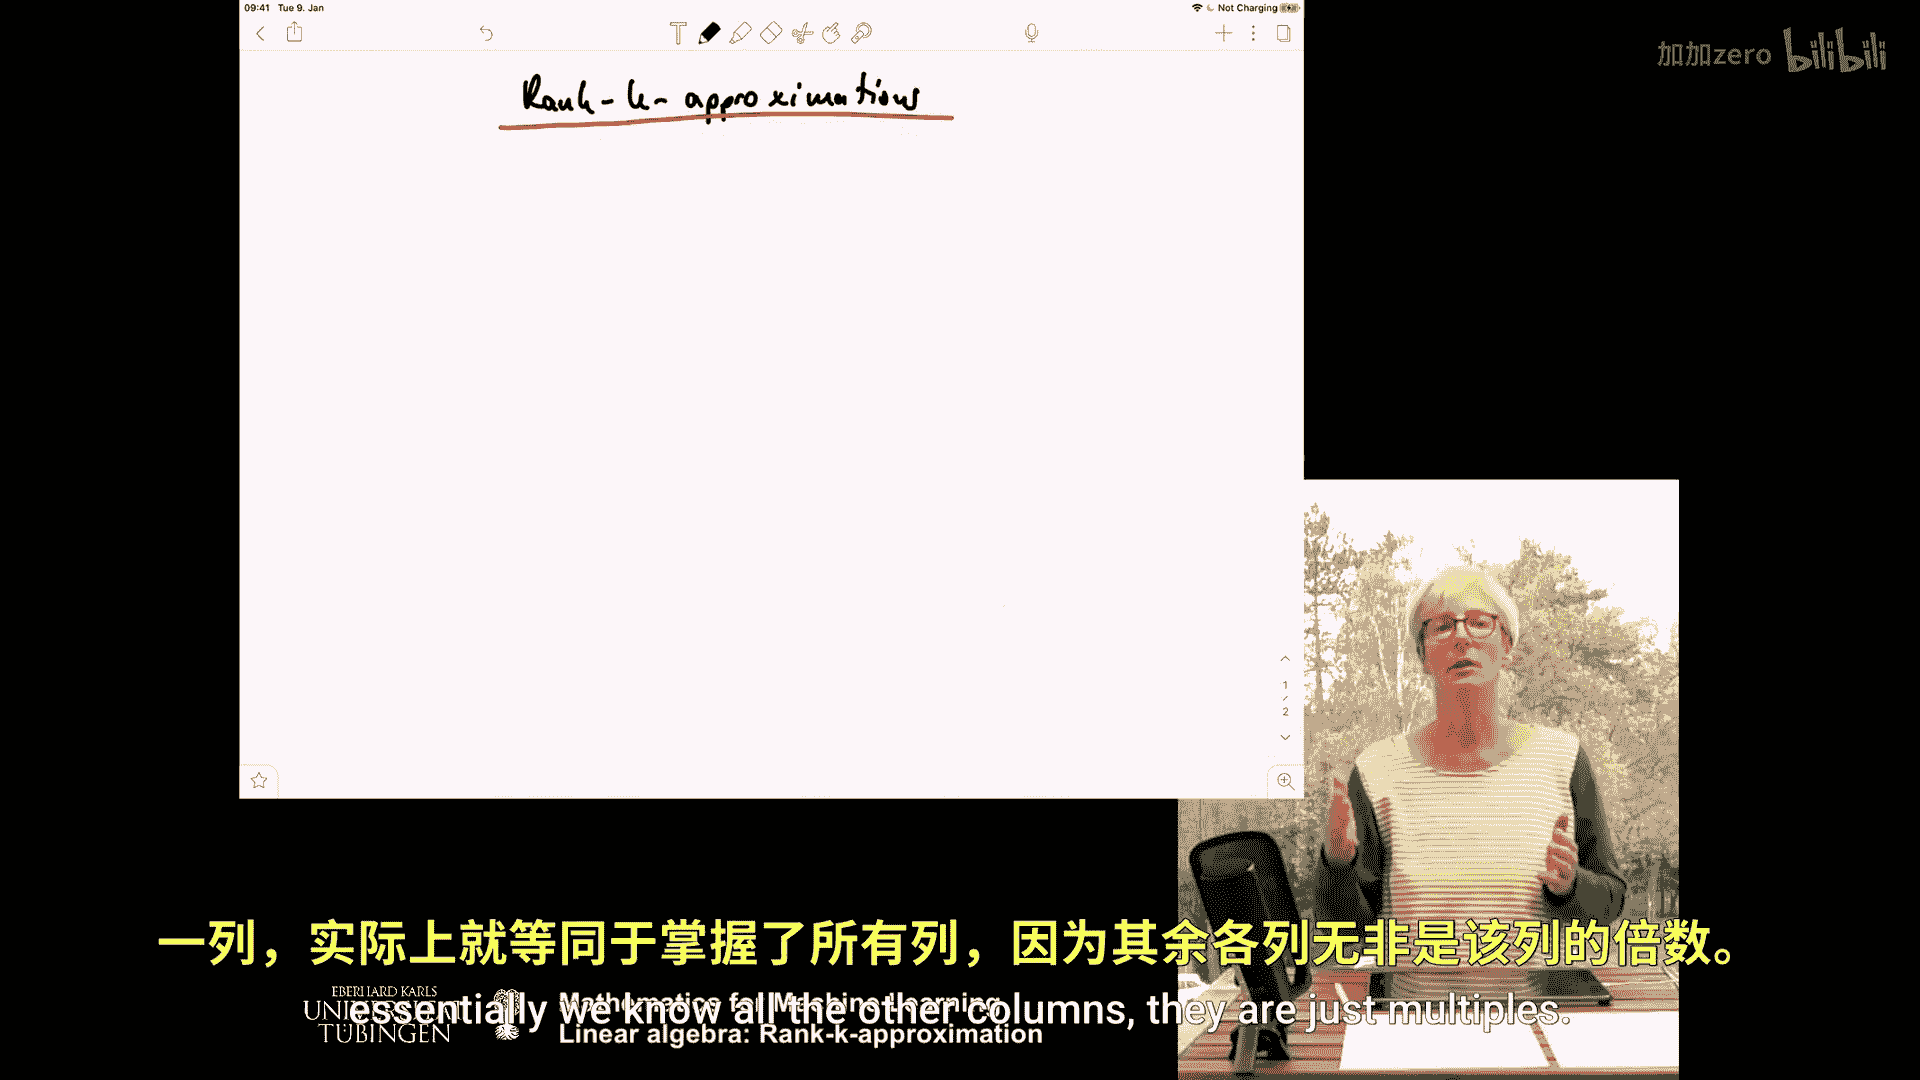 09:41 Tue 9. Jan
Not Charging
加加zero bilibili
Rank-k-approximations
1
2
一列，实际上就等同于掌握了所有列，因为其余各列无非是该列的倍数。
essentially we know all the other columns, they are just multiples.
EBERHARD KARLS
UNIVERSITÄT
TÜBINGEN
Mathematics for Machine Learning
Linear algebra: Rank-k-approximation